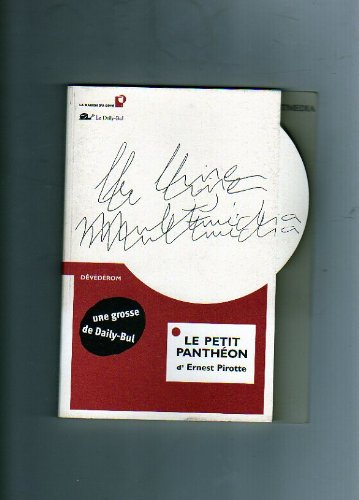 LA MAISON DU LIVRE
Le Daily-Bul
Un livre
multimédia
DÉVÉDÉROM
une grosse
de Daily-Bul
LE PETIT
PANTHÉON
d' Ernest Pirotte